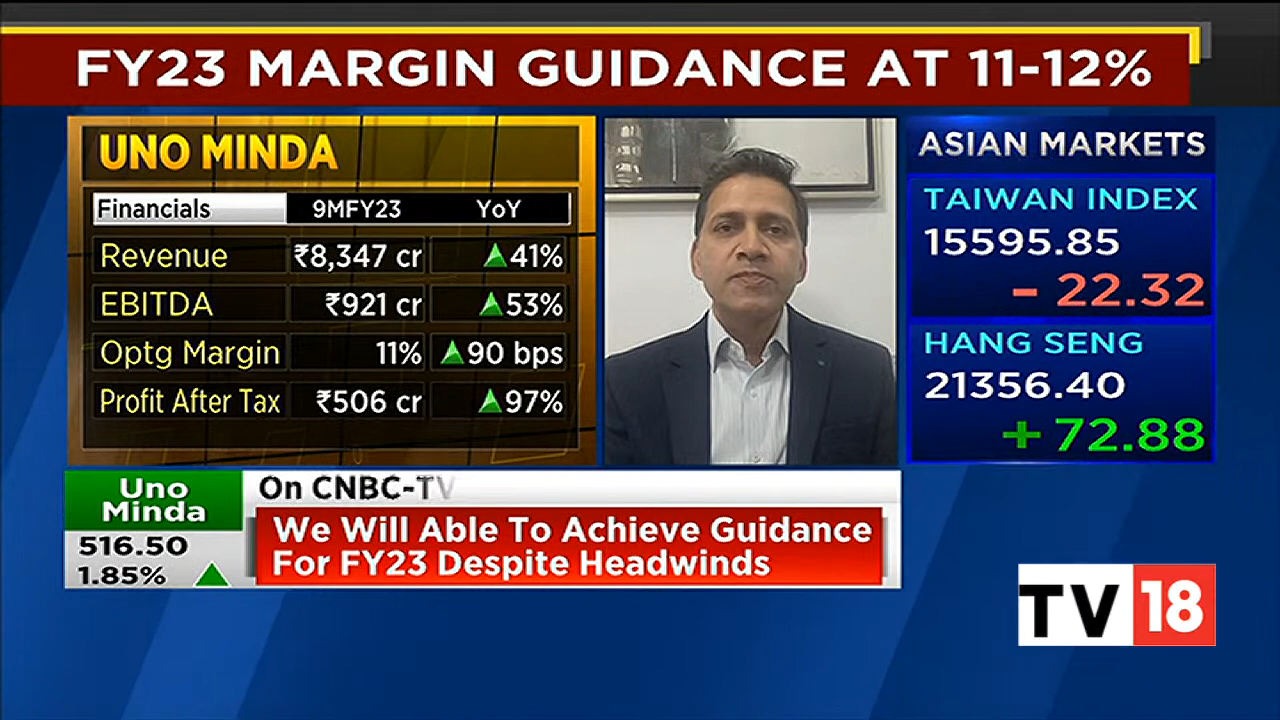 FY23 MARGIN GUIDANCE AT 11-12%
UNO MINDA
Financials 9MFY23 YoY
Revenue ₹8,347 cr ▲41%
EBITDA ₹921 cr ▲53%
Optg Margin 11% ▲90 bps
Profit After Tax ₹506 cr ▲97%
ASIAN MARKETS
TAIWAN INDEX
15595.85
- 22.32
HANG SENG
21356.40
+ 72.88
Uno
Minda
516.50
1.85% ▲
On CNBC-TV
We Will Able To Achieve Guidance
For FY23 Despite Headwinds
TV 18